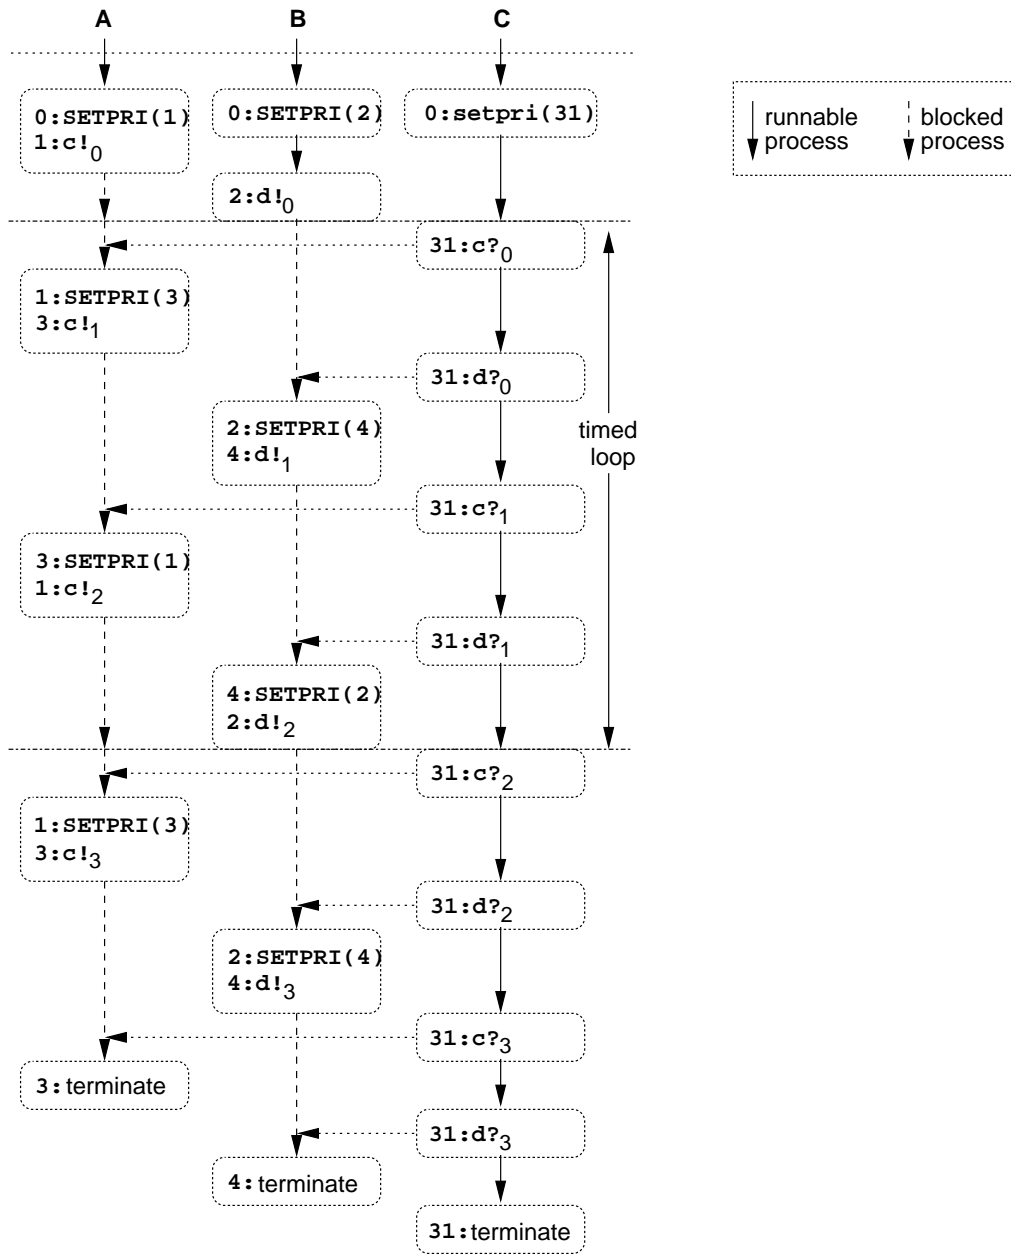 A
B
C
0:SETPRI(1)
1:c!0
0:SETPRI(2)
0:setpri(31)
runnable
process
blocked
process
2:d!0
31:c?0
1:SETPRI(3)
3:c!1
31:d?0
2:SETPRI(4)
4:d!1
timed
loop
31:c?1
3:SETPRI(1)
1:c!2
31:d?1
4:SETPRI(2)
2:d!2
31:c?2
1:SETPRI(3)
3:c!3
31:d?2
2:SETPRI(4)
4:d!3
31:c?3
3:terminate
31:d?3
4:terminate
31:terminate